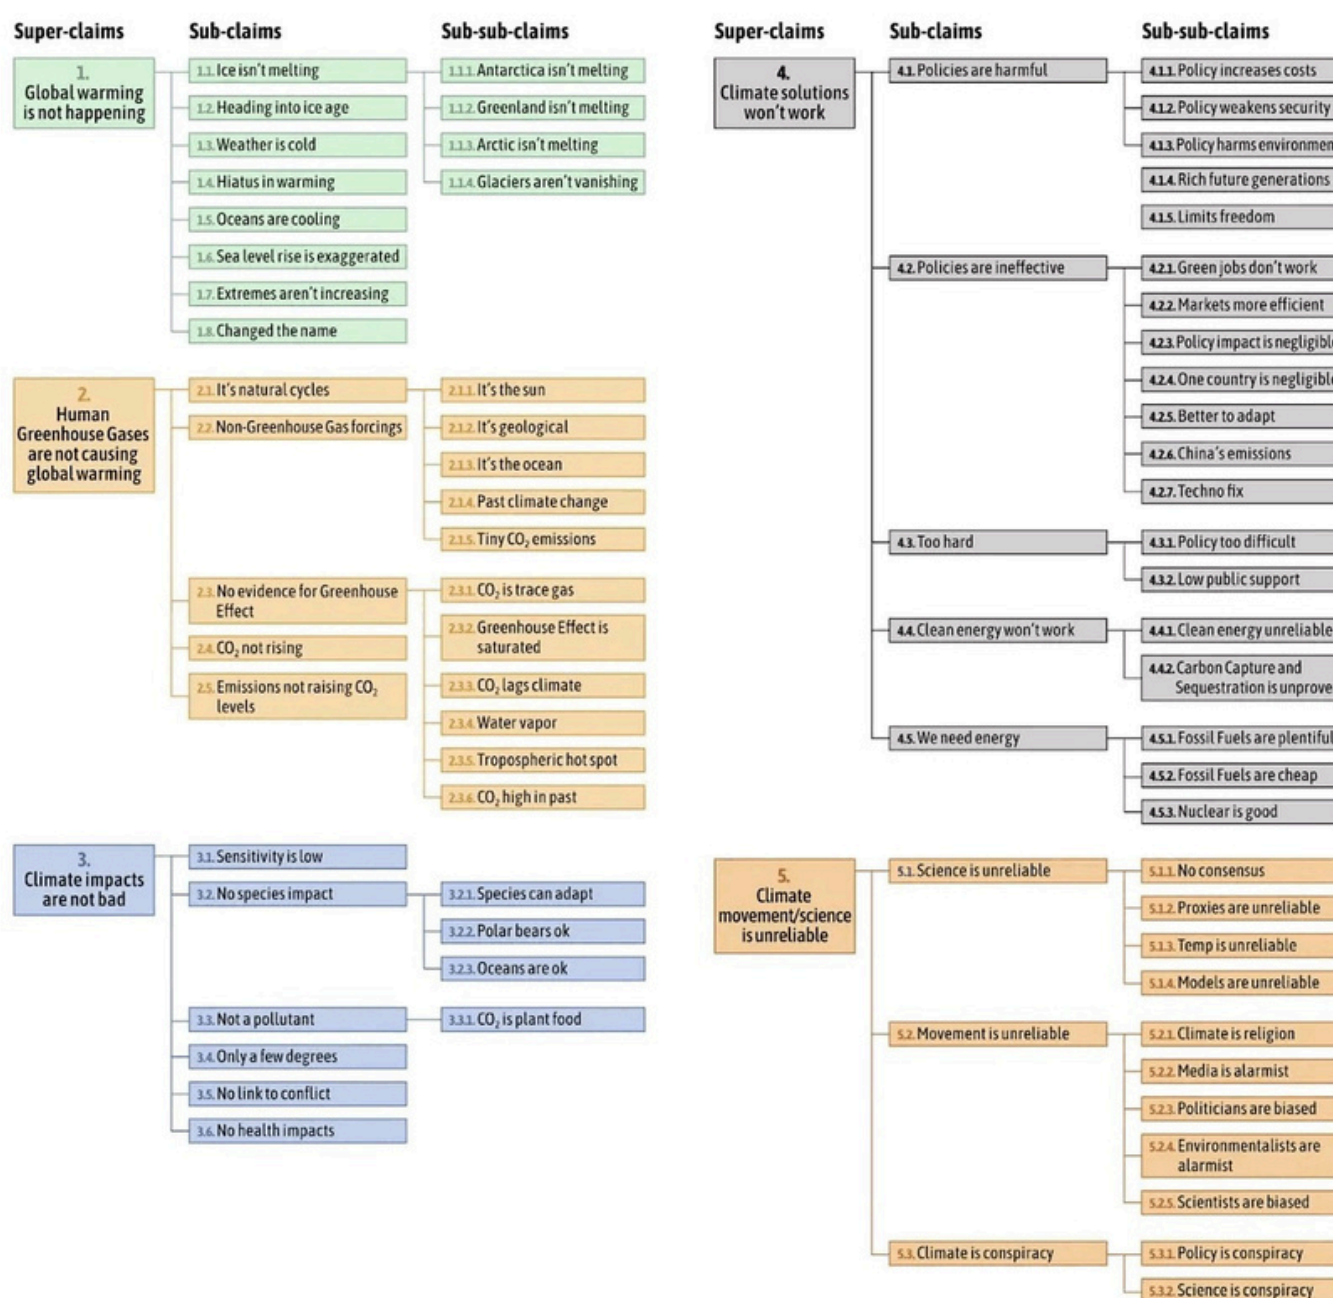 Super-claims
Sub-claims
Sub-sub-claims
1.
Global warming
is not happening
1.1. Ice isn't melting
1.2. Heading into ice age
1.3. Weather is cold
1.4. Hiatus in warming
1.5. Oceans are cooling
1.6. Sea level rise is exaggerated
1.7. Extremes aren't increasing
1.8. Changed the name
1.1.1. Antarctica isn't melting
1.1.2. Greenland isn't melting
1.1.3. Arctic isn't melting
1.1.4. Glaciers aren't vanishing
2.
Human
Greenhouse Gases
are not causing
global warming
2.1. It's natural cycles
2.2. Non-Greenhouse Gas forcings
2.1.1. It's the sun
2.1.2. It's geological
2.1.3. It's the ocean
2.1.4. Past climate change
2.1.5. Tiny CO₂ emissions
2.3. No evidence for Greenhouse
Effect
2.4. CO₂ not rising
2.5. Emissions not raising CO₂
levels
2.3.1. CO₂ is trace gas
2.3.2. Greenhouse Effect is
saturated
2.3.3. CO₂ lags climate
2.3.4. Water vapor
2.3.5. Tropospheric hot spot
2.3.6. CO₂ high in past
3.
Climate impacts
are not bad
3.1. Sensitivity is low
3.2. No species impact
3.2.1. Species can adapt
3.2.2. Polar bears ok
3.2.3. Oceans are ok
3.3. Not a pollutant
3.3.1. CO₂ is plant food
3.4. Only a few degrees
3.5. No link to conflict
3.6. No health impacts
Super-claims
Sub-claims
Sub-sub-claims
4.
Climate solutions
won't work
4.1. Policies are harmful
4.1.1. Policy increases costs
4.1.2. Policy weakens security
4.1.3. Policy harms environmen
4.1.4. Rich future generations
4.1.5. Limits freedom
4.2. Policies are ineffective
4.2.1. Green jobs don't work
4.2.2. Markets more efficient
4.2.3. Policy impact is negligible
4.2.4. One country is negligible
4.2.5. Better to adapt
4.2.6. China's emissions
4.2.7. Techno fix
4.3. Too hard
4.3.1. Policy too difficult
4.3.2. Low public support
4.4. Clean energy won't work
4.4.1. Clean energy unreliable
4.4.2. Carbon Capture and
Sequestration is unprove
4.5. We need energy
4.5.1. Fossil Fuels are plentiful
4.5.2. Fossil Fuels are cheap
4.5.3. Nuclear is good
5.
Climate
movement/science
is unreliable
5.1. Science is unreliable
5.1.1. No consensus
5.1.2. Proxies are unreliable
5.1.3. Temp is unreliable
5.1.4. Models are unreliable
5.2. Movement is unreliable
5.2.1. Climate is religion
5.2.2. Media is alarmist
5.2.3. Politicians are biased
5.2.4. Environmentalists are
alarmist
5.2.5. Scientists are biased
5.3. Climate is conspiracy
5.3.1. Policy is conspiracy
5.3.2. Science is conspiracy